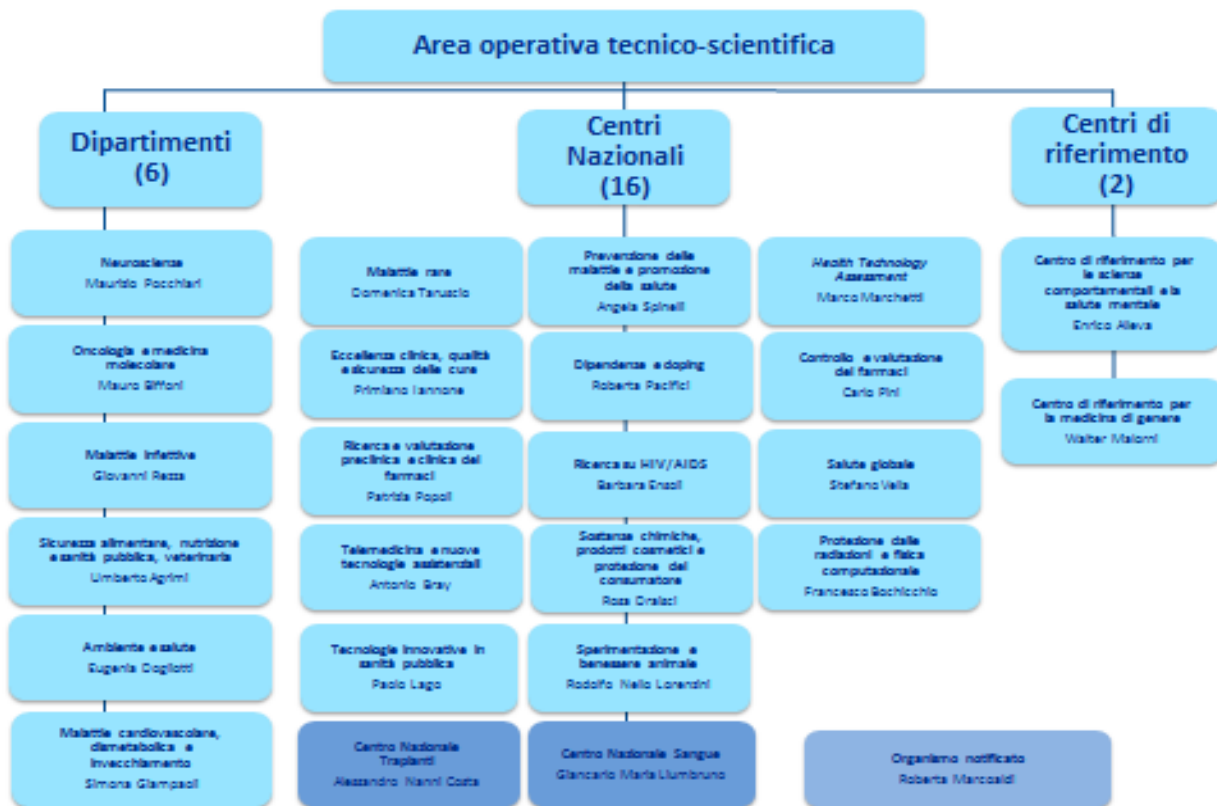 Area operativa tecnico-scientifica
Dipartimenti
(6)
Centri
Nazionali
(16)
Centri di
riferimento
(2)
Neuroscienze
Maurizio Pocchiari
Oncologia e medicina
molecolare
Mauro Biffoni
Malattie infettive
Giovanni Rezza
Sicurezza alimentare, nutrizione
e sanità pubblica, veterinaria
Umberto Agrimi
Ambiente e salute
Eugenia Dogliotti
Malattie cardiovascolare,
dismetabolica e
invecchiamento
Simona Giampaoli
Malattie rare
Domenica Taruscio
Eccellenza clinica, qualità
e sicurezza delle cure
Primiano Iannone
Ricerca e valutazione
preclinica e clinica dei
farmaci
Patrizia Popoli
Telemedicina e nuove
tecnologie assistenziali
Antonio Bray
Tecnologie innovative in
sanità pubblica
Paolo Lago
Centro Nazionale
Trapianti
Alessandro Nanni Costa
Prevenzione delle
malattie e promozione
della salute
Angela Spinelli
Dipendenze e doping
Roberta Pacifici
Ricerca su HIV/AIDS
Barbara Ensoli
Sostanze chimiche,
prodotti cosmetici e
protezione del
consumatore
Rosa Draisci
Sperimentazione e
benessere animale
Rodolfo Nello Lorenzini
Centro Nazionale Sangue
Giancarlo Maria Liumbruno
Health Technology
Assessment
Marco Marchetti
Controllo e valutazione
dei farmaci
Carlo Pini
Salute globale
Stefano Vella
Protezione dalle
radiazioni e fisica
computazionale
Francesco Bochicchio
Organismo notificato
Roberta Marcoaldi
Centro di riferimento per
le scienze
comportamentali e la
salute mentale
Enrico Alleva
Centro di riferimento per
la medicina di genere
Walter Malorni